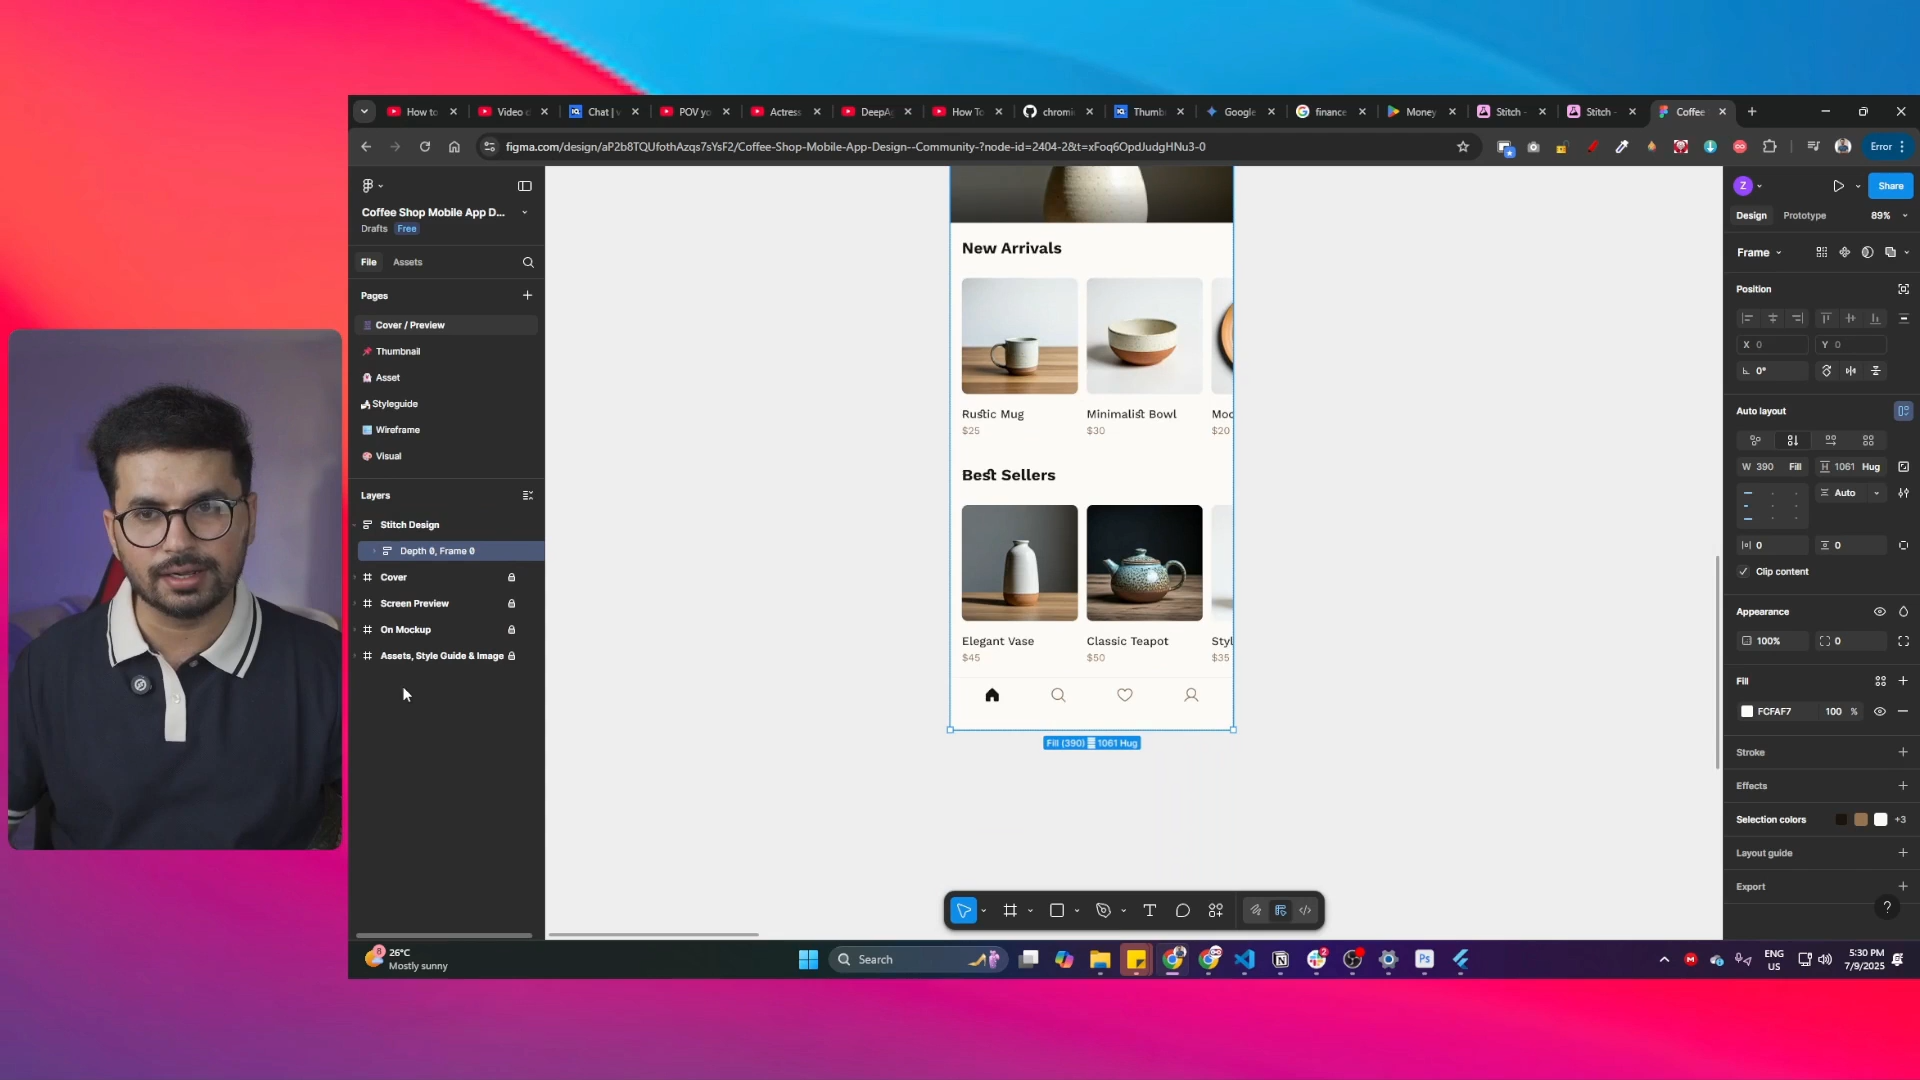 How to
Video c
Chat | v
POV yo
Actress
DeepAg
How To
chromi
Thumb
Google
finance
Money
Stitch -
Stitch -
Coffee
figma.com/design/aP2b8TQUfothAzqs7sYsF2/Coffee-Shop-Mobile-App-Design--Community-?node-id=2404-2&t=xFoq6OpdJudgHNu3-0
Error
Coffee Shop Mobile App D...
Drafts Free
File Assets
Pages
Cover / Preview
Thumbnail
Asset
Styleguide
Wireframe
Visual
Layers
Stitch Design
Depth 0, Frame 0
Cover
Screen Preview
On Mockup
Assets, Style Guide & Image
New Arrivals
Rustic Mug
$25
Minimalist Bowl
$30
Moc
$20
Best Sellers
Elegant Vase
$45
Classic Teapot
$50
Styl
$35
Fill (390) × 1061 Hug
Z
Share
Design Prototype 89%
Frame
Position
X 0 Y 0
0°
Auto layout
W 390 Fill H 1061 Hug
Auto
0 0
Clip content
Appearance
100% 0
Fill
FCFAF7 100 %
Stroke
Effects
Selection colors +3
Layout guide
Export
?
26°C
Mostly sunny
Search
ENG
US
5:30 PM
7/9/2025